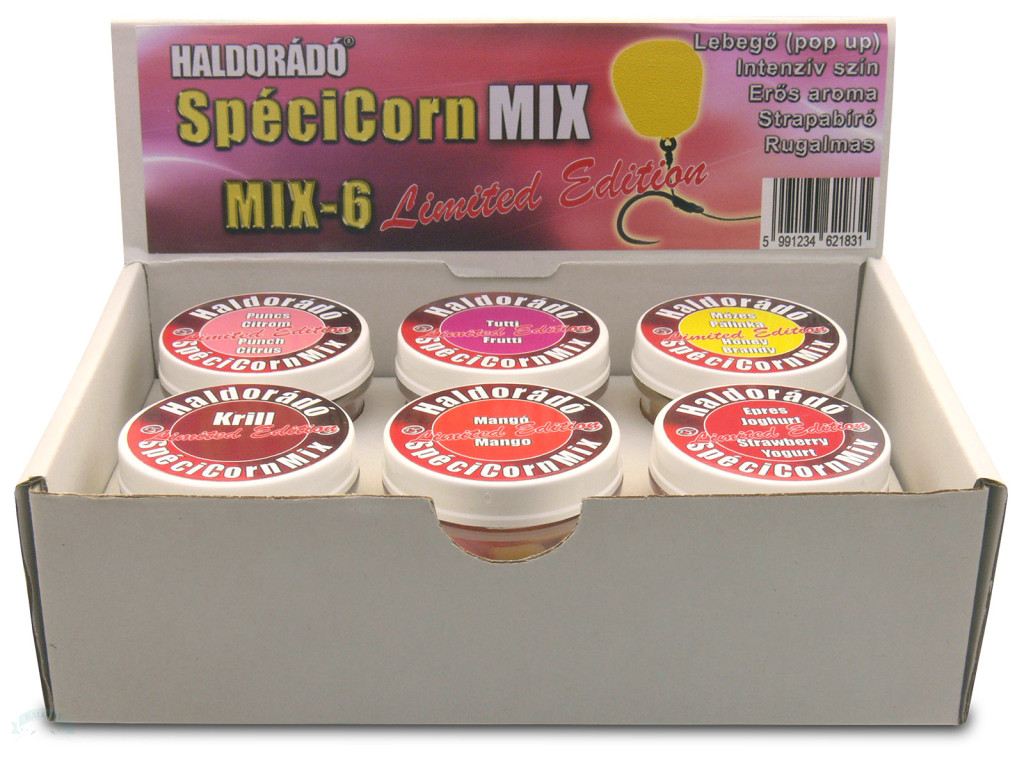 HALDORÁDÓ®
SpéciCorn MIX
MIX-6 Limited Edition
Lebegő (pop up)
Intenzív szín
Erős aroma
Strapabíró
Rugalmas
5 991234 621831
Haldorádó
Puncs
Citrom
Limited Edition
Punch
Citrus
SpéciCornMix
Haldorádó
Tutti
Limited Edition
Frutti
SpéciCornMix
Haldorádó
Mézes
Pálinka
Limited Edition
Honey
Brandy
SpéciCornMix
Haldorádó
Krill
Limited Edition
SpéciCornMix
Haldorádó
Mangó
Limited Edition
Mango
SpéciCornMix
Haldorádó
Epres
Joghurt
Limited Edition
Strawberry
Yogurt
SpéciCornMix